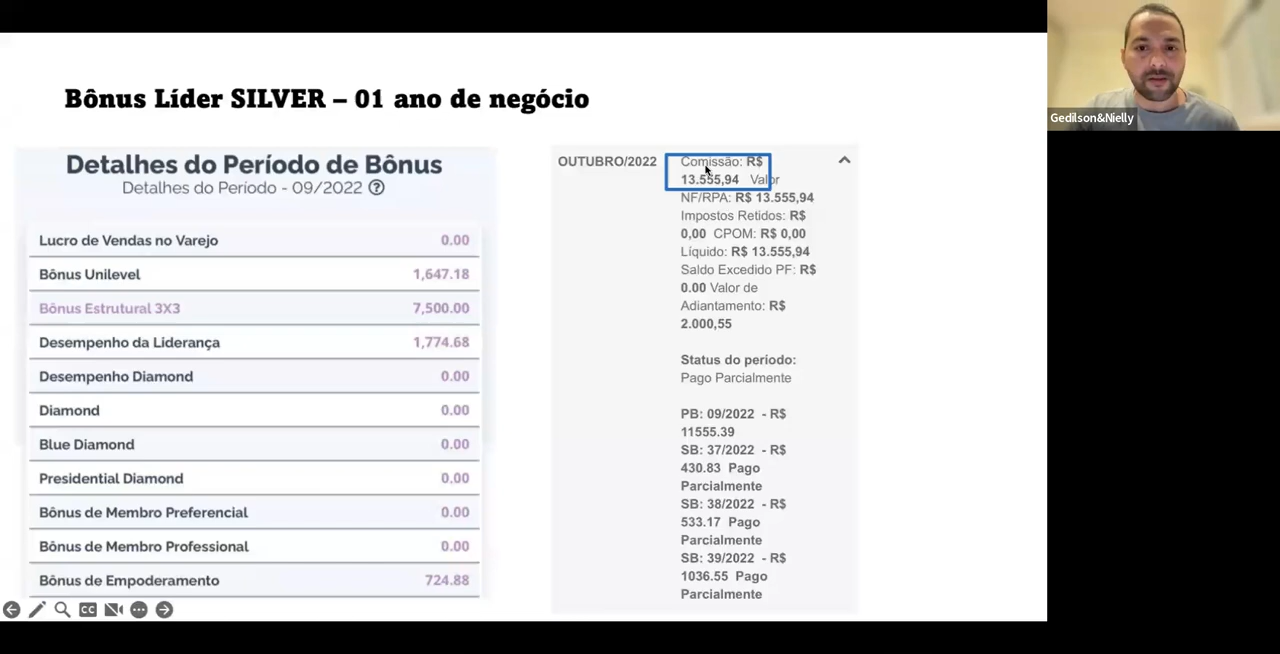 Bônus Líder SILVER – 01 ano de negócio
Detalhes do Período de Bônus
Detalhes do Período - 09/2022 ?
Lucro de Vendas no Varejo 0.00
Bônus Unilevel 1,647.18
Bônus Estrutural 3X3 7,500.00
Desempenho da Liderança 1,774.68
Desempenho Diamond 0.00
Diamond 0.00
Blue Diamond 0.00
Presidential Diamond 0.00
Bônus de Membro Preferencial 0.00
Bônus de Membro Professional 0.00
Bônus de Empoderamento 724.88
OUTUBRO/2022 Comissão: R$
13.555,94 Valor
NF/RPA: R$ 13.555,94
Impostos Retidos: R$
0,00 CPOM: R$ 0,00
Líquido: R$ 13.555,94
Saldo Excedido PF: R$
0.00 Valor de
Adiantamento: R$
2.000,55
Status do período:
Pago Parcialmente
PB: 09/2022 - R$
11555.39
SB: 37/2022 - R$
430.83 Pago
Parcialmente
SB: 38/2022 - R$
533.17 Pago
Parcialmente
SB: 39/2022 - R$
1036.55 Pago
Parcialmente
CC
Gedilson&Nielly